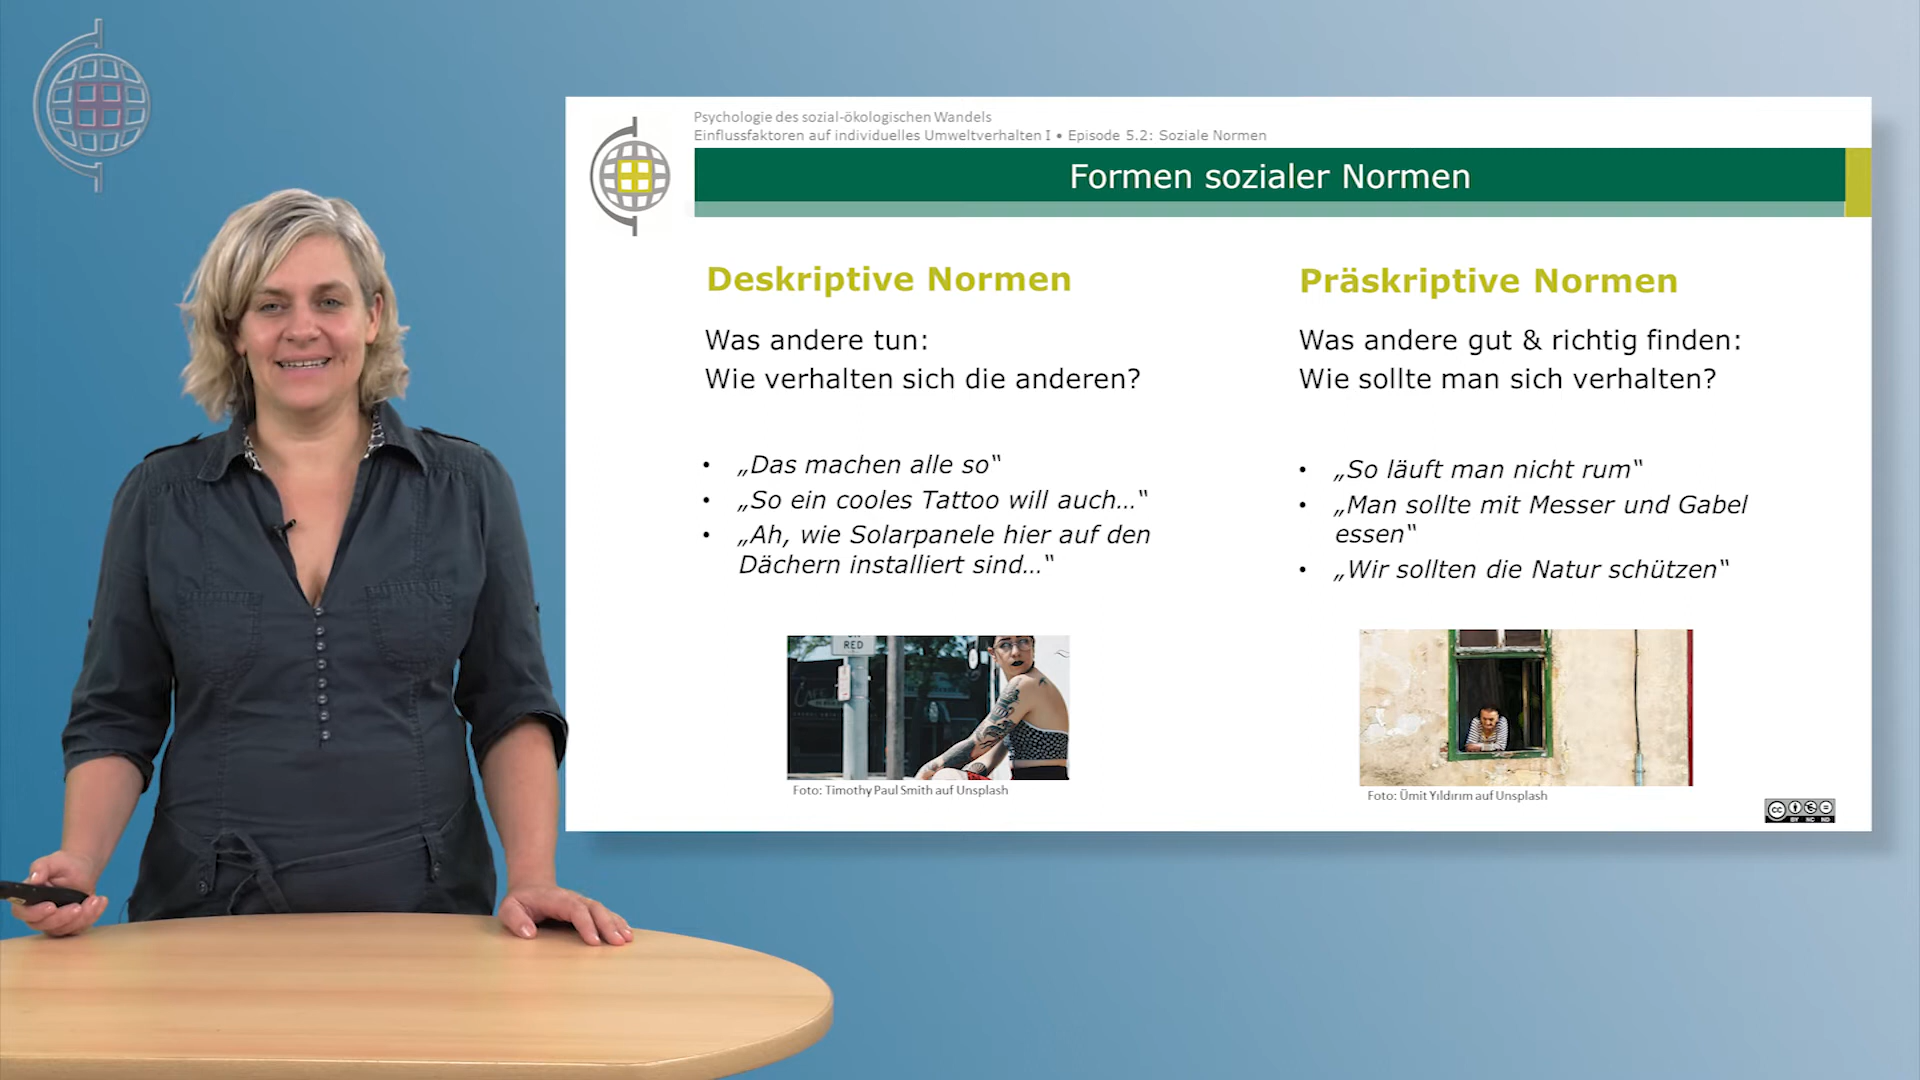 Psychologie des sozial-ökologischen Wandels
Einflussfaktoren auf individuelles Umweltverhalten I • Episode 5.2: Soziale Normen
Formen sozialer Normen
Deskriptive Normen
Was andere tun:
Wie verhalten sich die anderen?
• „Das machen alle so“
• „So ein cooles Tattoo will auch…“
• „Ah, wie Solarpanele hier auf den
Dächern installiert sind…“
RED
Foto: Timothy Paul Smith auf Unsplash
Präskriptive Normen
Was andere gut & richtig finden:
Wie sollte man sich verhalten?
• „So läuft man nicht rum“
• „Man sollte mit Messer und Gabel
essen“
• „Wir sollten die Natur schützen“
Foto: Ümit Yıldırım auf Unsplash
CC BY NC ND